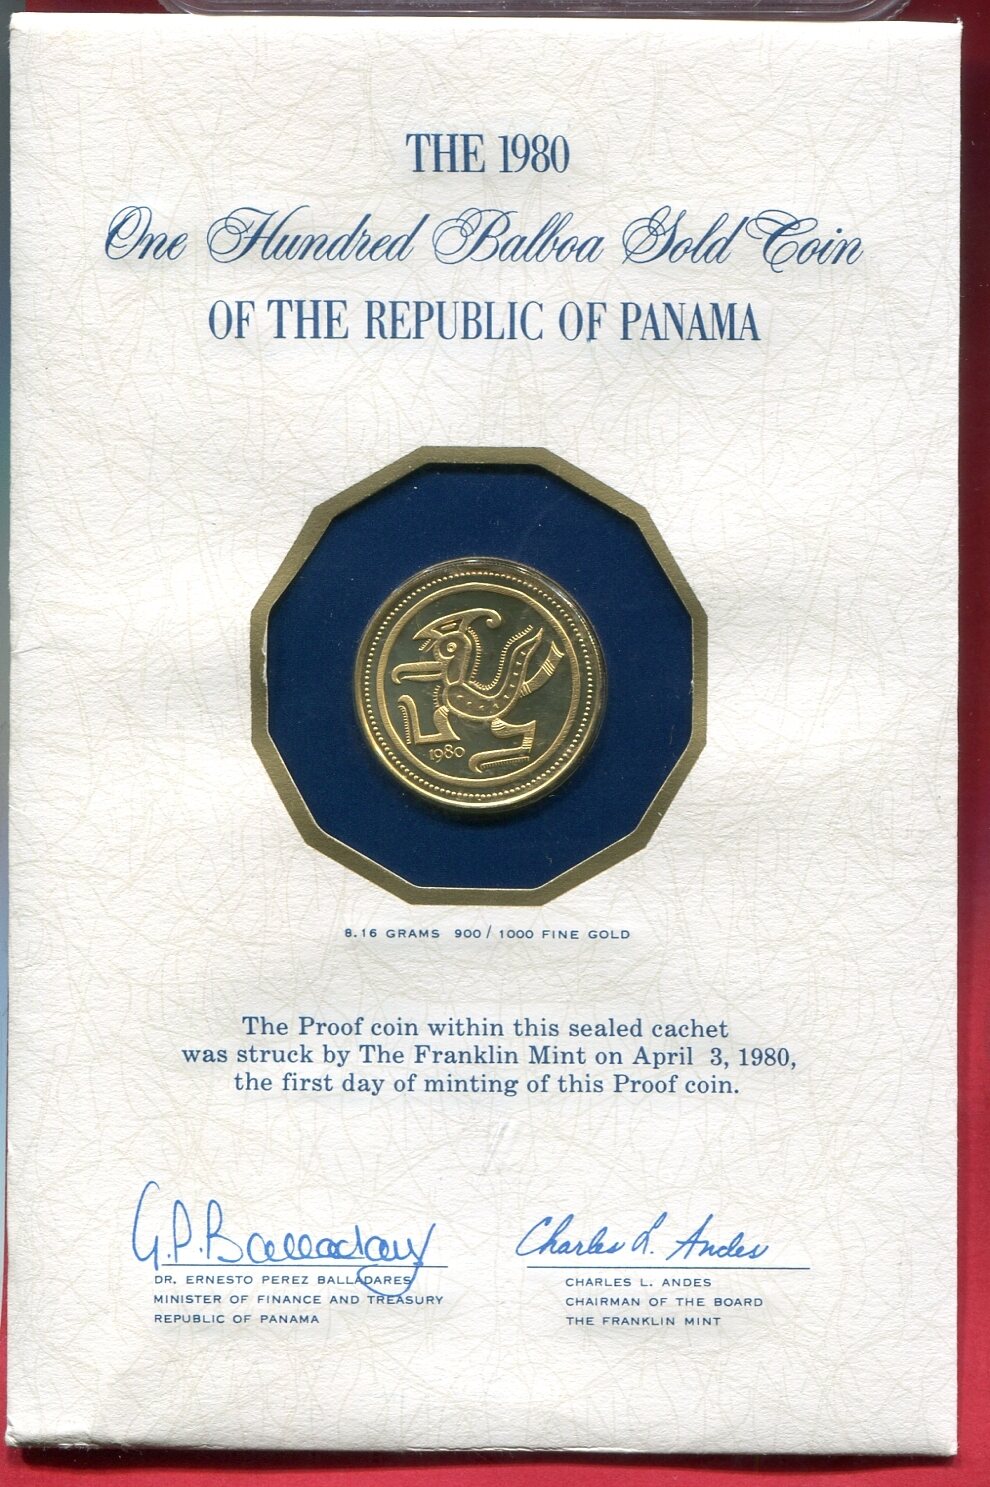 THE 1980
One Hundred Balboa Gold Coin
OF THE REPUBLIC OF PANAMA
1980
8.16 GRAMS 900/1000 FINE GOLD
The Proof coin within this sealed cachet
was struck by The Franklin Mint on April 3, 1980,
the first day of minting of this Proof coin.
G.P. Balladares
Charles L. Andes
DR. ERNESTO PEREZ BALLADARES
MINISTER OF FINANCE AND TREASURY
REPUBLIC OF PANAMA
CHARLES L. ANDES
CHAIRMAN OF THE BOARD
THE FRANKLIN MINT